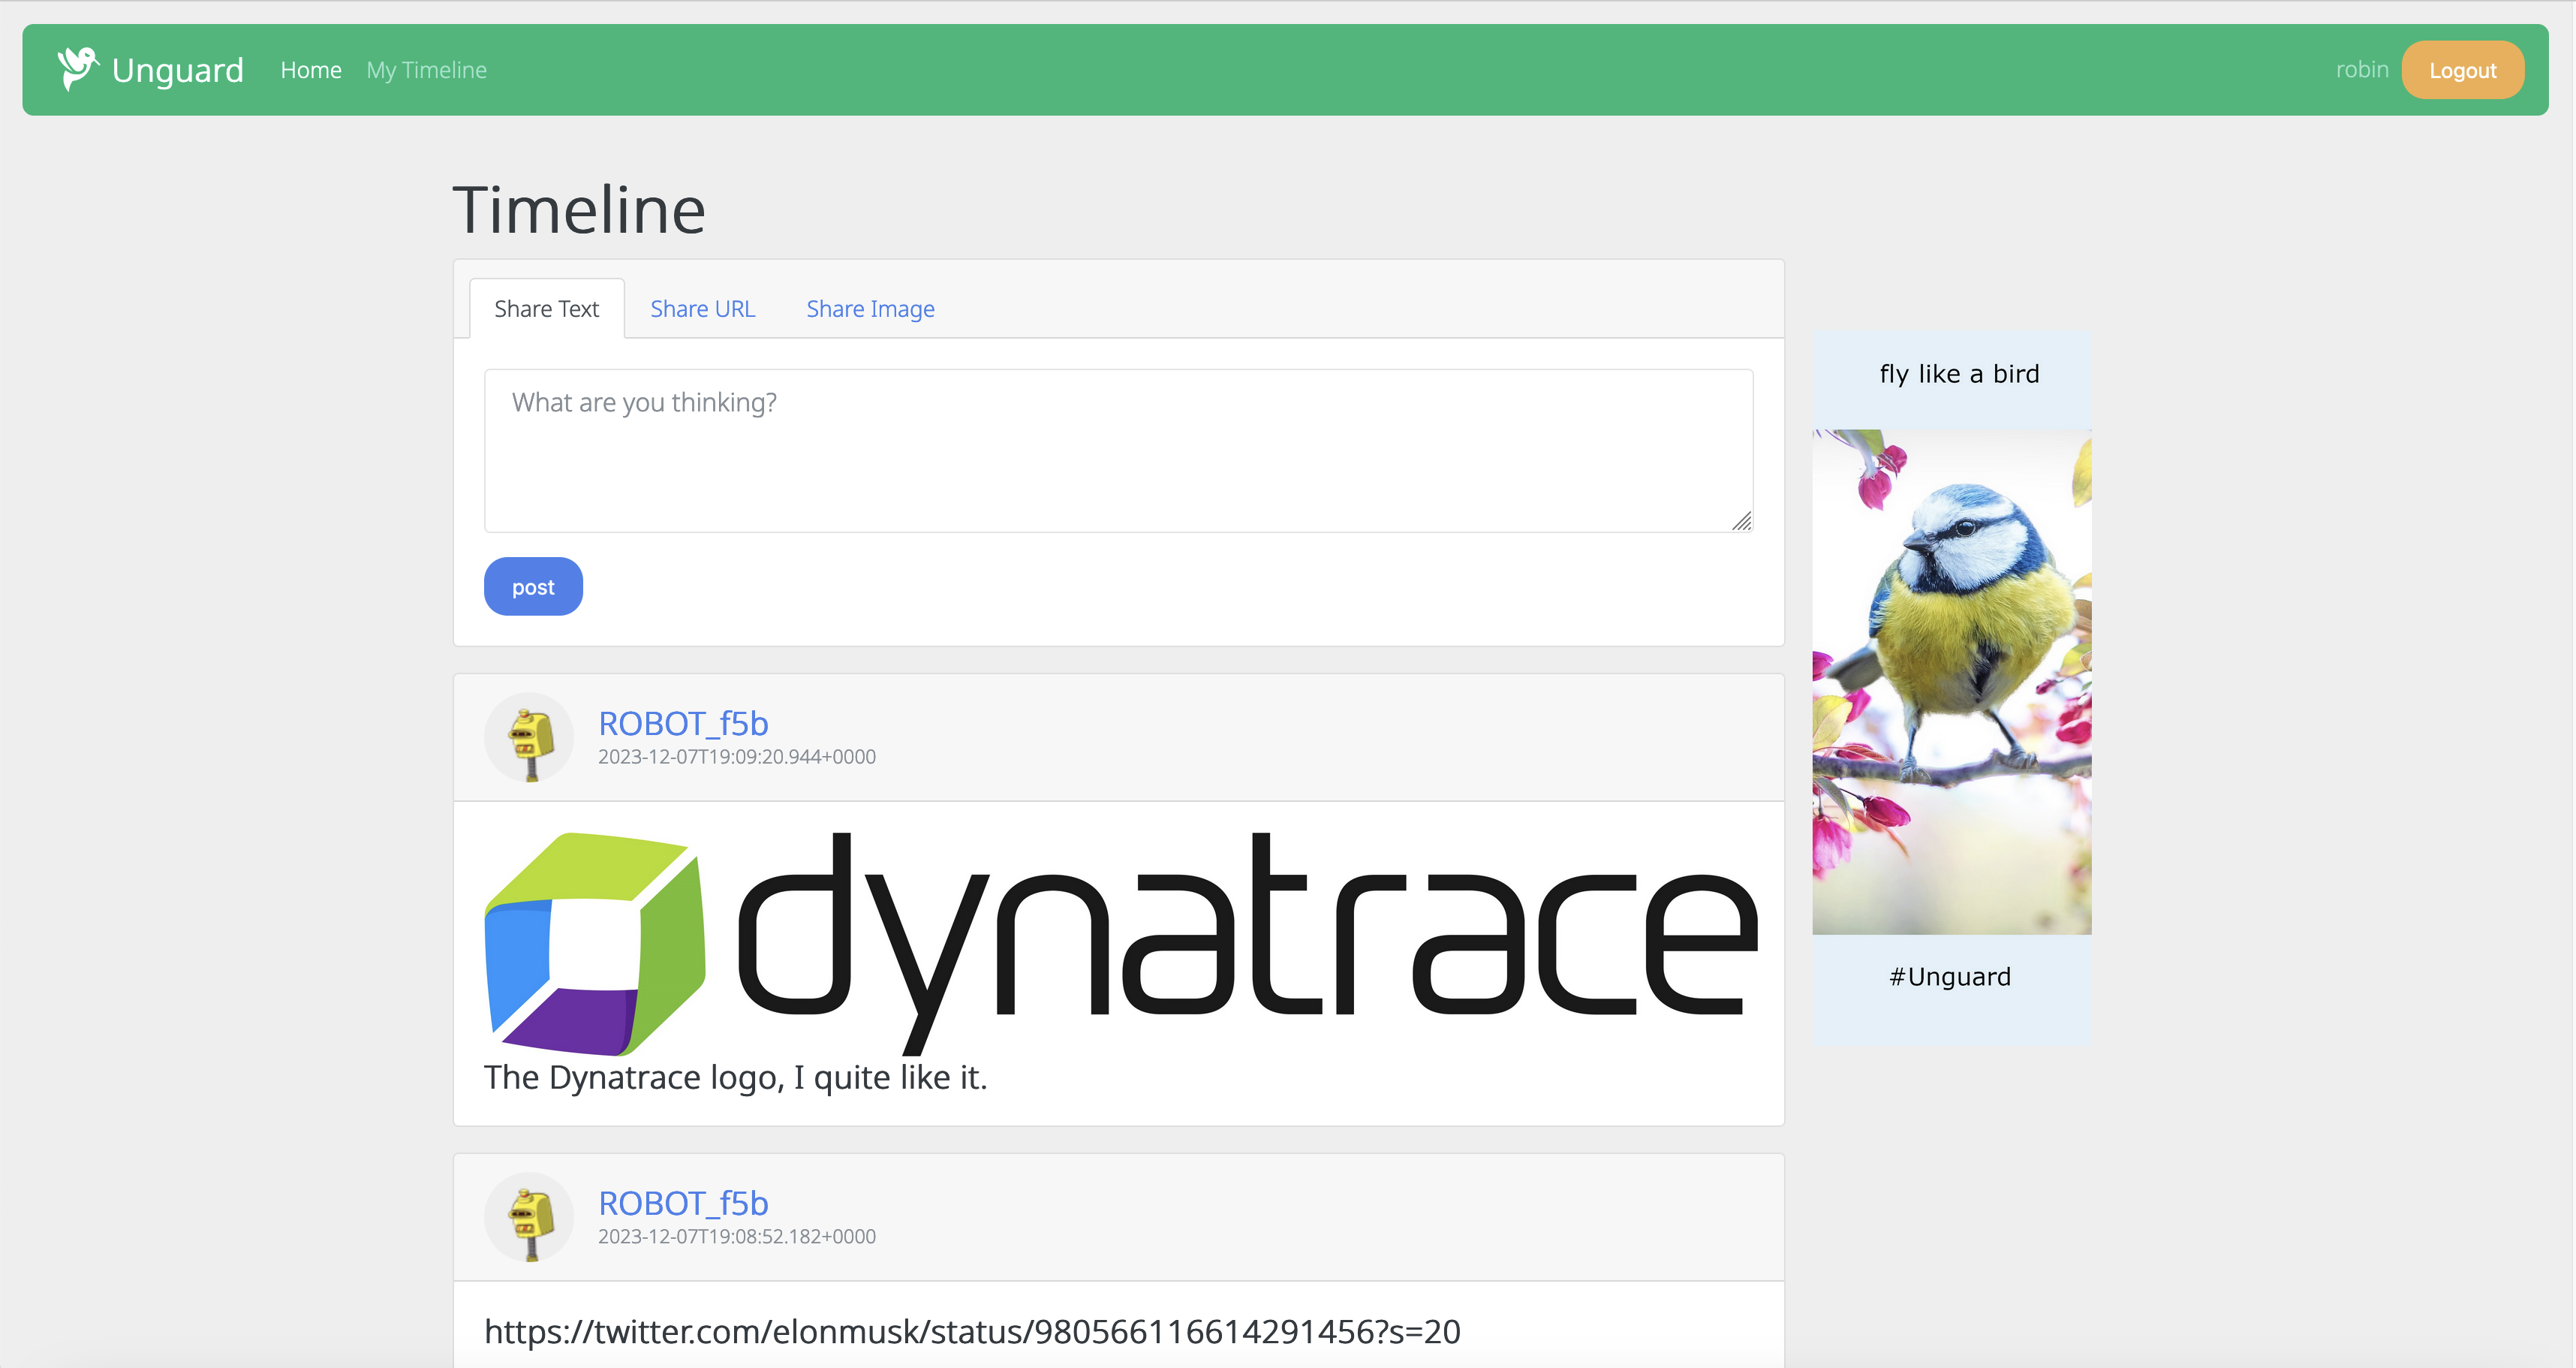 Unguard Home My Timeline robin Logout
Timeline
Share Text Share URL Share Image
What are you thinking?
post
ROBOT_f5b
2023-12-07T19:09:20.944+0000
dynatrace
The Dynatrace logo, I quite like it.
ROBOT_f5b
2023-12-07T19:08:52.182+0000
https://twitter.com/elonmusk/status/980566116614291456?s=20
fly like a bird
#Unguard